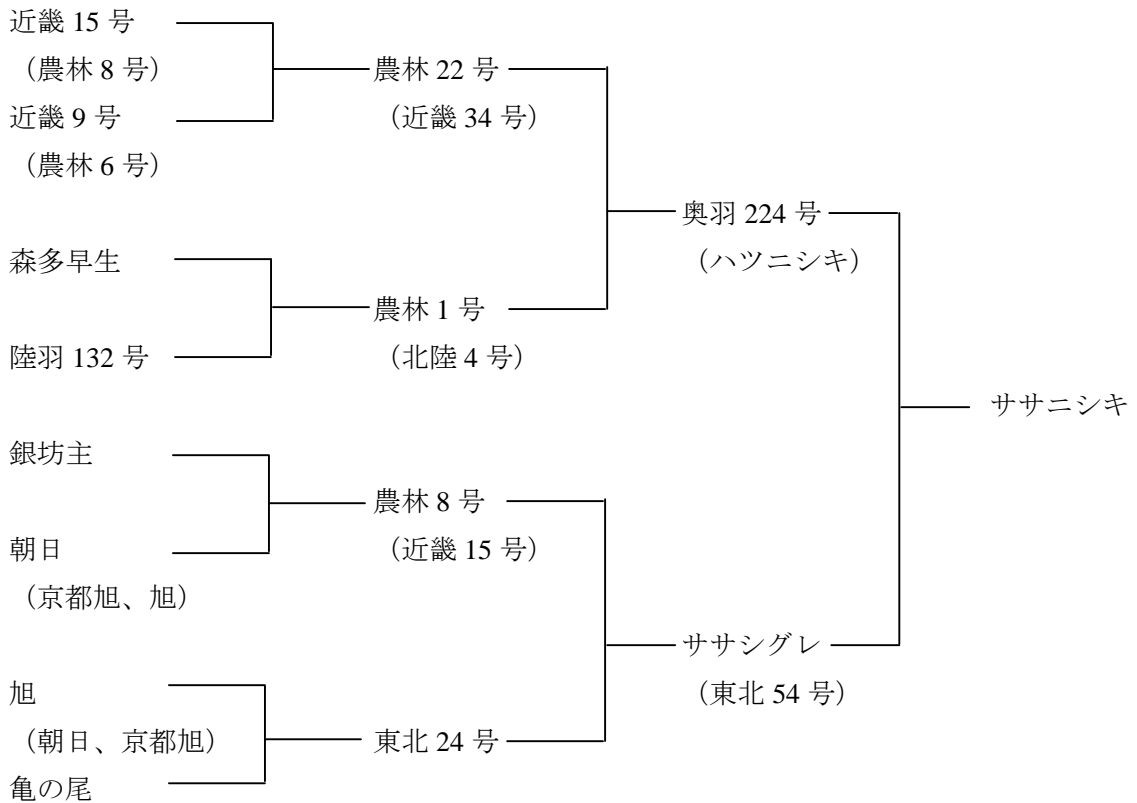 近畿 15 号
（農林 8 号）
近畿 9 号
（農林 6 号）
農林 22 号
（近畿 34 号）
森多早生
陸羽 132 号
農林 1 号
（北陸 4 号）
奥羽 224 号
（ハツニシキ）
銀坊主
朝日
（京都旭、旭）
農林 8 号
（近畿 15 号）
旭
（朝日、京都旭）
亀の尾
東北 24 号
ササシグレ
（東北 54 号）
ササニシキ